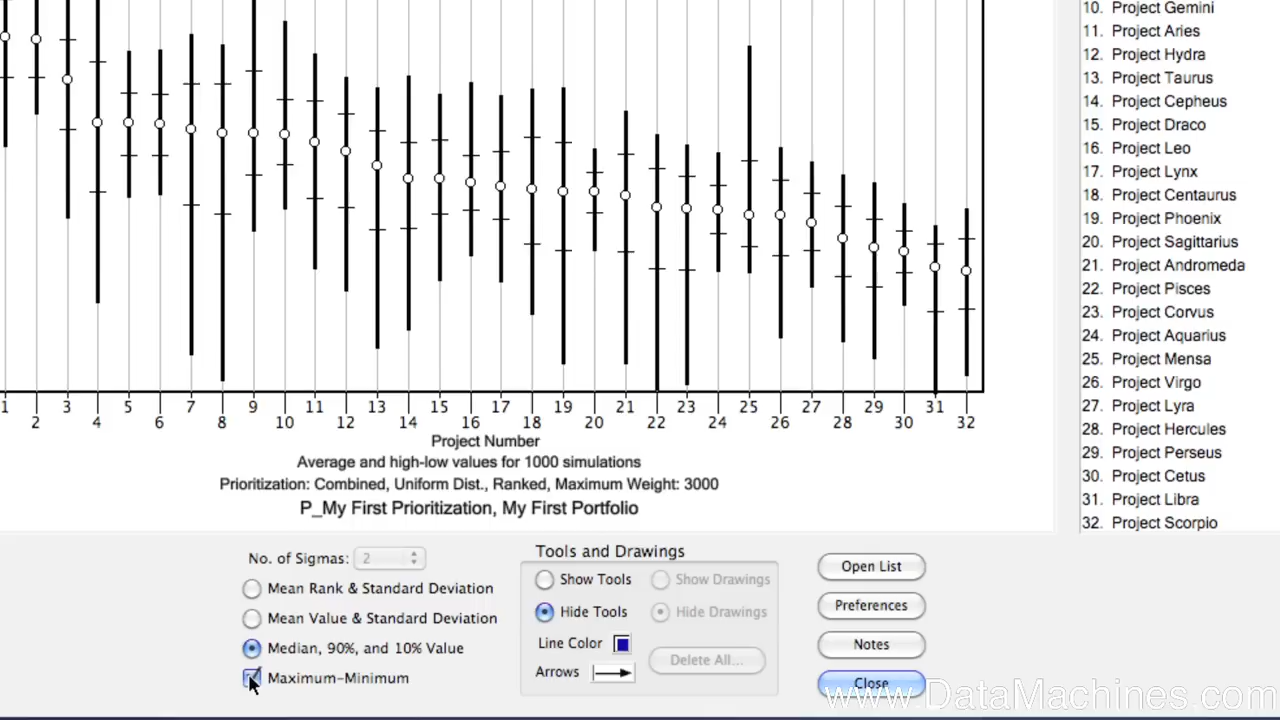 10. Project Gemini
11. Project Aries
12. Project Hydra
13. Project Taurus
14. Project Cepheus
15. Project Draco
16. Project Leo
17. Project Lynx
18. Project Centaurus
19. Project Phoenix
20. Project Sagittarius
21. Project Andromeda
22. Project Pisces
23. Project Corvus
24. Project Aquarius
25. Project Mensa
26. Project Virgo
27. Project Lyra
28. Project Hercules
29. Project Perseus
30. Project Cetus
31. Project Libra
32. Project Scorpio
1 3 5 7 9 11 13 15 17 19 21 23 25 27 29 31
2 4 6 8 10 12 14 16 18 20 22 24 26 28 30 32
Project Number
Average and high-low values for 1000 simulations
Prioritization: Combined, Uniform Dist., Ranked, Maximum Weight: 3000
P_My First Prioritization, My First Portfolio
No. of Sigmas: 2
Mean Rank & Standard Deviation
Mean Value & Standard Deviation
Median, 90%, and 10% Value
Maximum-Minimum
Tools and Drawings
Show Tools Show Drawings
Hide Tools Hide Drawings
Line Color
Arrows
Delete All...
Open List
Preferences
Notes
Close
www.DataMachines.com